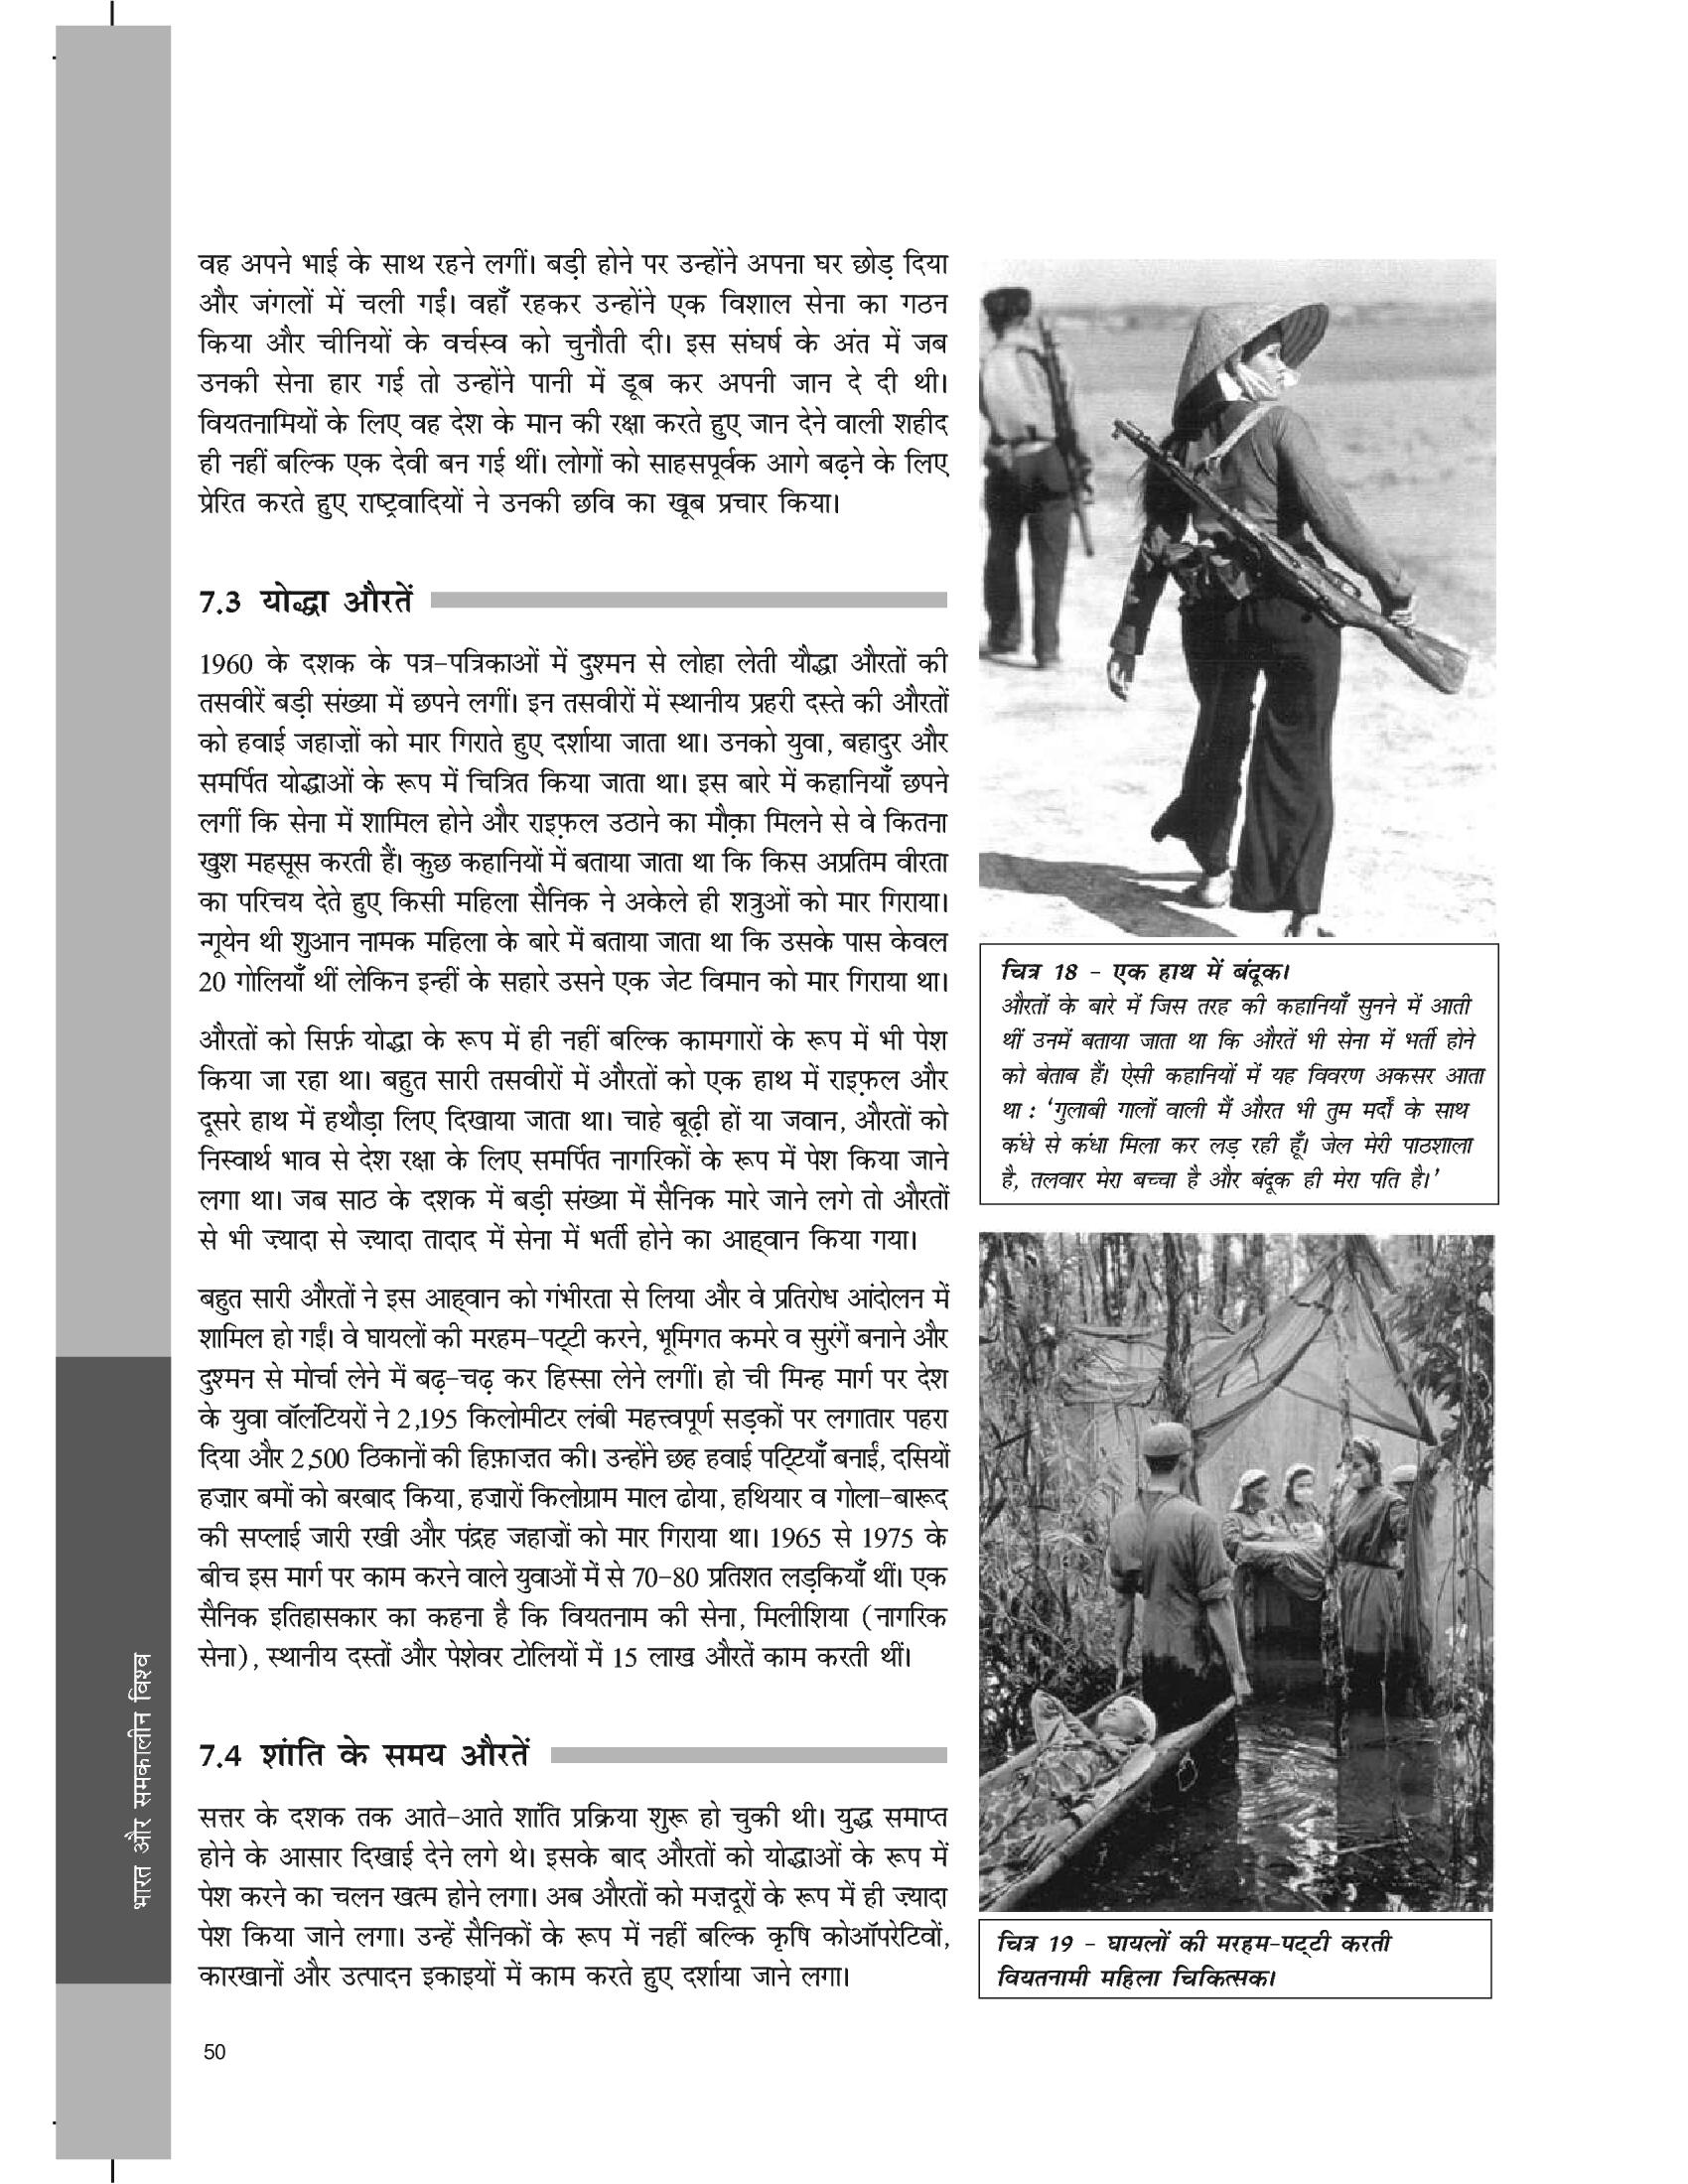 वह अपने भाई के साथ रहने लगीं। बड़ी होने पर उन्होंने अपना घर छोड़ दिया
और जंगलों में चली गईं। वहाँ रहकर उन्होंने एक विशाल सेना का गठन
किया और चीनियों के वर्चस्व को चुनौती दी। इस संघर्ष के अंत में जब
उनकी सेना हार गई तो उन्होंने पानी में डूब कर अपनी जान दे दी थी।
वियतनामियों के लिए वह देश के मान की रक्षा करते हुए जान देने वाली शहीद
ही नहीं बल्कि एक देवी बन गई थीं। लोगों को साहसपूर्वक आगे बढ़ने के लिए
प्रेरित करते हुए राष्ट्रवादियों ने उनकी छवि का खूब प्रचार किया।
7.3 योद्धा औरतें
1960 के दशक के पत्र-पत्रिकाओं में दुश्मन से लोहा लेती यौद्धा औरतों की
तसवीरें बड़ी संख्या में छपने लगीं। इन तसवीरों में स्थानीय प्रहरी दस्ते की औरतों
को हवाई जहाज़ों को मार गिराते हुए दर्शाया जाता था। उनको युवा, बहादुर और
समर्पित योद्धाओं के रूप में चित्रित किया जाता था। इस बारे में कहानियाँ छपने
लगीं कि सेना में शामिल होने और राइफ़ल उठाने का मौक़ा मिलने से वे कितना
खुश महसूस करती हैं। कुछ कहानियों में बताया जाता था कि किस अप्रतिम वीरता
का परिचय देते हुए किसी महिला सैनिक ने अकेले ही शत्रुओं को मार गिराया।
न्गूयेन थी शुआन नामक महिला के बारे में बताया जाता था कि उसके पास केवल
20 गोलियाँ थीं लेकिन इन्हीं के सहारे उसने एक जेट विमान को मार गिराया था।
औरतों को सिर्फ़ योद्धा के रूप में ही नहीं बल्कि कामगारों के रूप में भी पेश
किया जा रहा था। बहुत सारी तसवीरों में औरतों को एक हाथ में राइफ़ल और
दूसरे हाथ में हथौड़ा लिए दिखाया जाता था। चाहे बूढ़ी हों या जवान, औरतों को
निस्वार्थ भाव से देश रक्षा के लिए समर्पित नागरिकों के रूप में पेश किया जाने
लगा था। जब साठ के दशक में बड़ी संख्या में सैनिक मारे जाने लगे तो औरतों
से भी ज़्यादा से ज़्यादा तादाद में सेना में भर्ती होने का आह्वान किया गया।
बहुत सारी औरतों ने इस आह्वान को गंभीरता से लिया और वे प्रतिरोध आंदोलन में
शामिल हो गईं। वे घायलों की मरहम-पट्टी करने, भूमिगत कमरे व सुरंगें बनाने और
दुश्मन से मोर्चा लेने में बढ़-चढ़ कर हिस्सा लेने लगीं। हो ची मिन्ह मार्ग पर देश
के युवा वॉलंटियरों ने 2,195 किलोमीटर लंबी महत्त्वपूर्ण सड़कों पर लगातार पहरा
दिया और 2,500 ठिकानों की हिफ़ाज़त की। उन्होंने छह हवाई पट्टियाँ बनाईं, दसियों
हज़ार बमों को बरबाद किया, हज़ारों किलोग्राम माल ढोया, हथियार व गोला-बारूद
की सप्लाई जारी रखी और पंद्रह जहाज़ों को मार गिराया था। 1965 से 1975 के
बीच इस मार्ग पर काम करने वाले युवाओं में से 70-80 प्रतिशत लड़कियाँ थीं। एक
सैनिक इतिहासकार का कहना है कि वियतनाम की सेना, मिलीशिया (नागरिक
सेना), स्थानीय दस्तों और पेशेवर टोलियों में 15 लाख औरतें काम करती थीं।
7.4 शांति के समय औरतें
सत्तर के दशक तक आते-आते शांति प्रक्रिया शुरू हो चुकी थी। युद्ध समाप्त
होने के आसार दिखाई देने लगे थे। इसके बाद औरतों को योद्धाओं के रूप में
पेश करने का चलन खत्म होने लगा। अब औरतों को मज़दूरों के रूप में ही ज़्यादा
पेश किया जाने लगा। उन्हें सैनिकों के रूप में नहीं बल्कि कृषि कोऑपरेटिवों,
कारखानों और उत्पादन इकाइयों में काम करते हुए दर्शाया जाने लगा।
चित्र 18 - एक हाथ में बंदूक।
औरतों के बारे में जिस तरह की कहानियाँ सुनने में आती
थीं उनमें बताया जाता था कि औरतें भी सेना में भर्ती होने
को बेताब हैं। ऐसी कहानियों में यह विवरण अकसर आता
था : ‘गुलाबी गालों वाली मैं औरत भी तुम मर्दों के साथ
कंधे से कंधा मिला कर लड़ रही हूँ। जेल मेरी पाठशाला
है, तलवार मेरा बच्चा है और बंदूक ही मेरा पति है।’
चित्र 19 - घायलों की मरहम-पट्टी करती
वियतनामी महिला चिकित्सक।
भारत और समकालीन विश्व
50